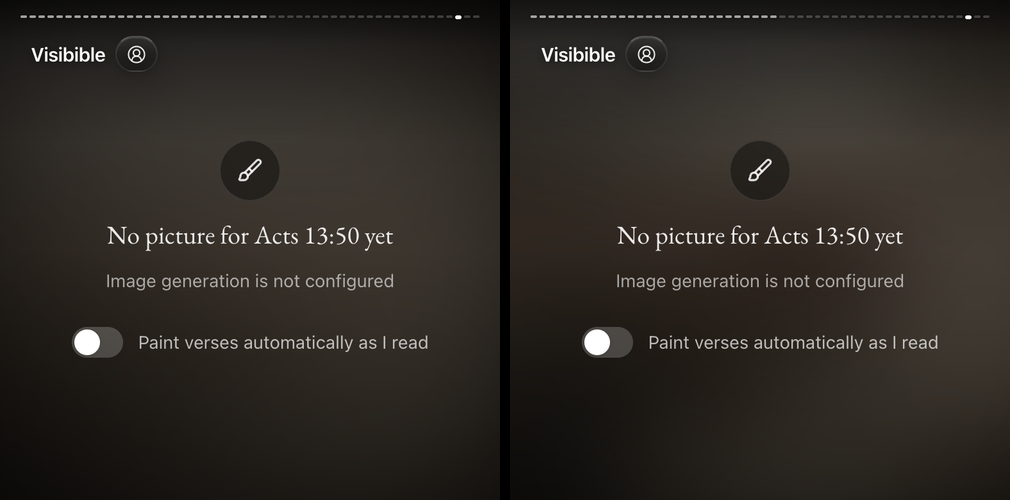 Visibible
No picture for Acts 13:50 yet
Image generation is not configured
Paint verses automatically as I read
Visibible
No picture for Acts 13:50 yet
Image generation is not configured
Paint verses automatically as I read